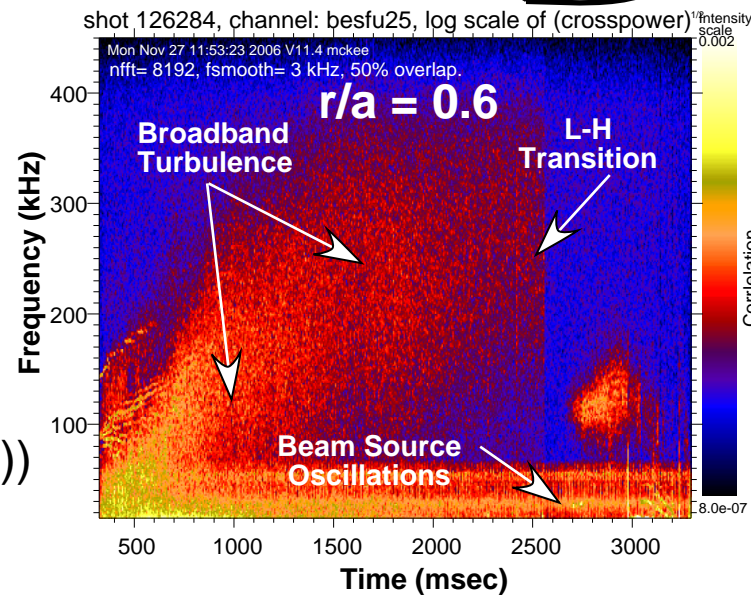 shot 126284, channel: besfu25, log scale of (crosspower)
Intensity
scale
0.002
Mon Nov 27 11:53:23 2006 V11.4 mckee
nfft= 8192, fsmooth= 3 kHz, 50% overlap.
r/a = 0.6
Broadband
Turbulence
L-H
Transition
400
300
200
100
Frequency (kHz)
))
Beam Source
Oscillations
8.0e-07
500 1000 1500 2000 2500 3000
Time (msec)